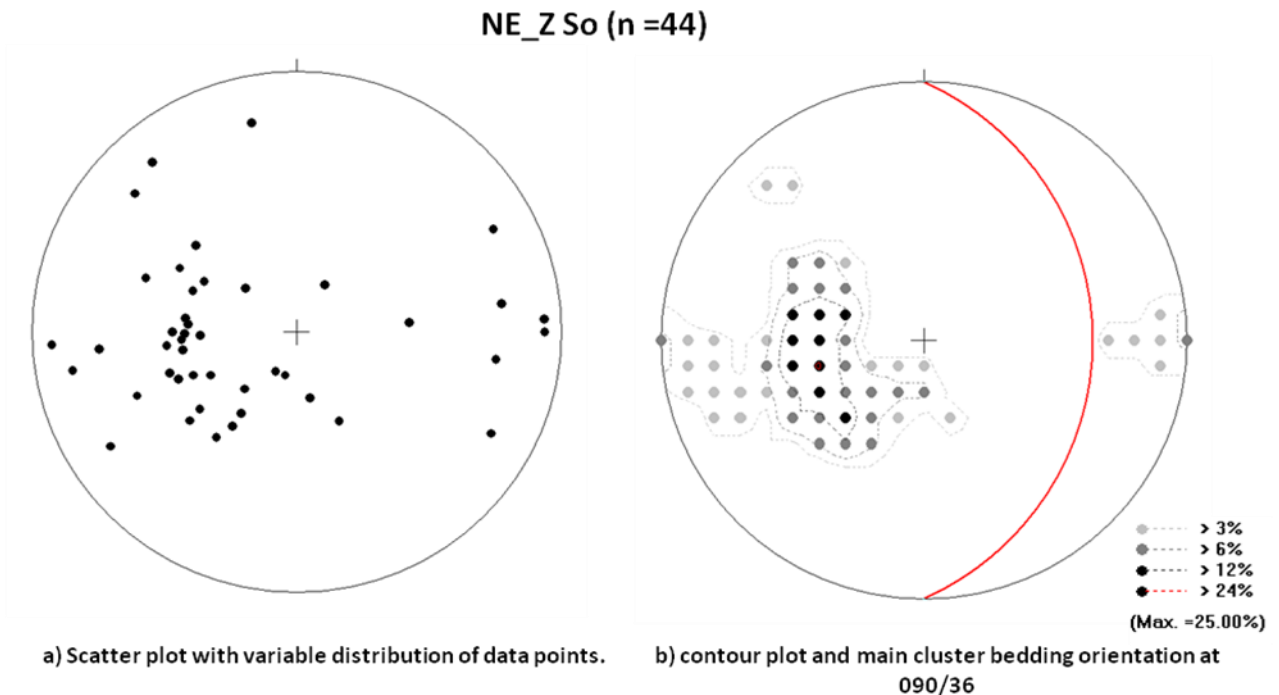 NE_Z So (n =44)
> 3%
> 6%
> 12%
> 24%
(Max. =25.00%)
a) Scatter plot with variable distribution of data points.
b) contour plot and main cluster bedding orientation at
090/36